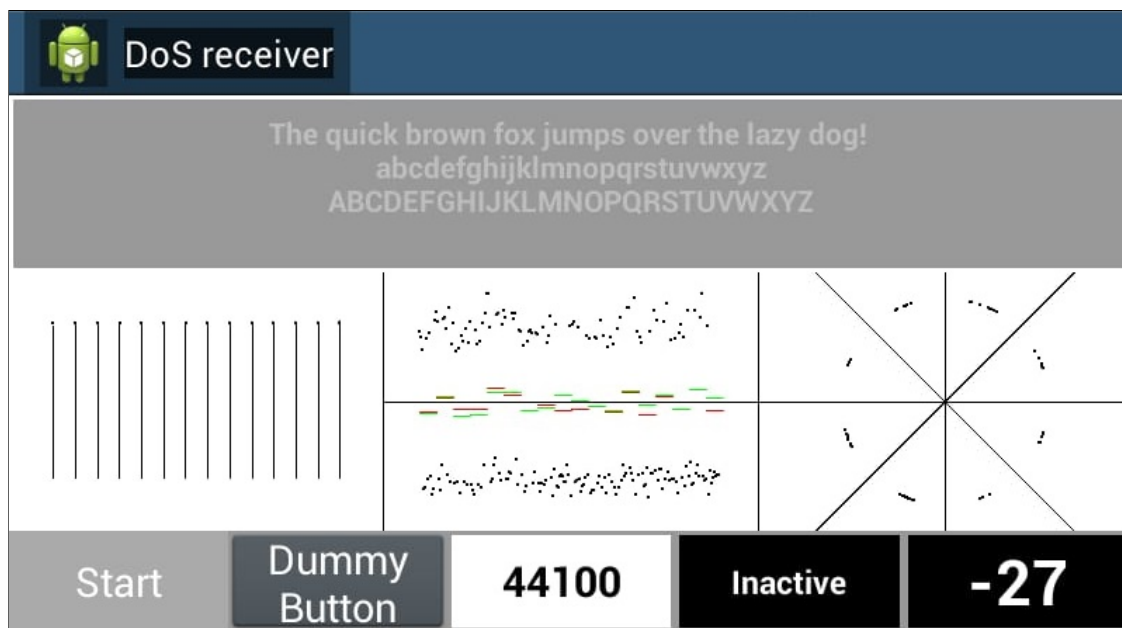 DoS receiver
The quick brown fox jumps over the lazy dog!
abcdefghijklmnopqrstuvwxyz
ABCDEFGHIJKLMNOPQRSTUVWXYZ
Start
Dummy
Button
44100
Inactive
-27